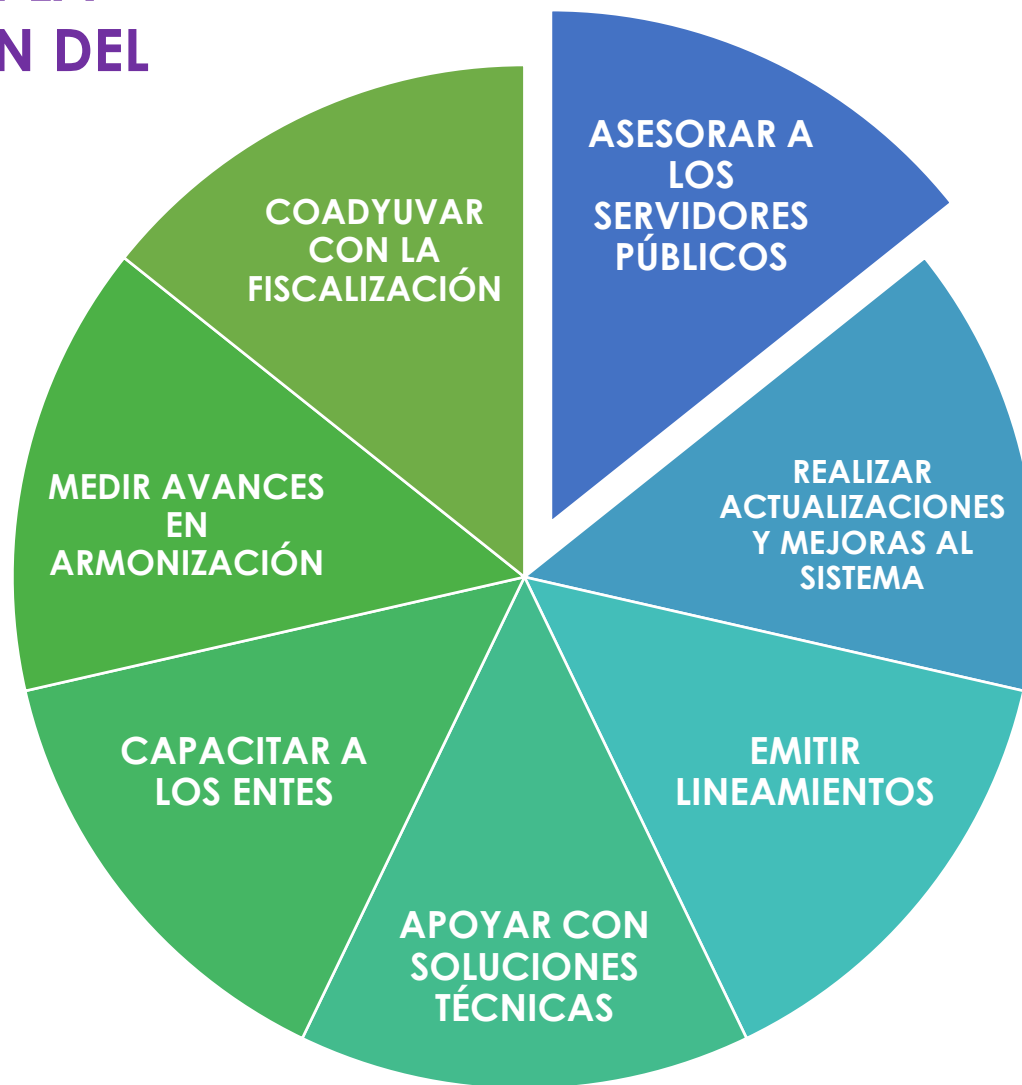 N DEL
ASESORAR A
LOS
SERVIDORES
PÚBLICOS
REALIZAR
ACTUALIZACIONES
Y MEJORAS AL
SISTEMA
EMITIR
LINEAMIENTOS
APOYAR CON
SOLUCIONES
TÉCNICAS
CAPACITAR A
LOS ENTES
MEDIR AVANCES
EN
ARMONIZACIÓN
COADYUVAR
CON LA
FISCALIZACIÓN